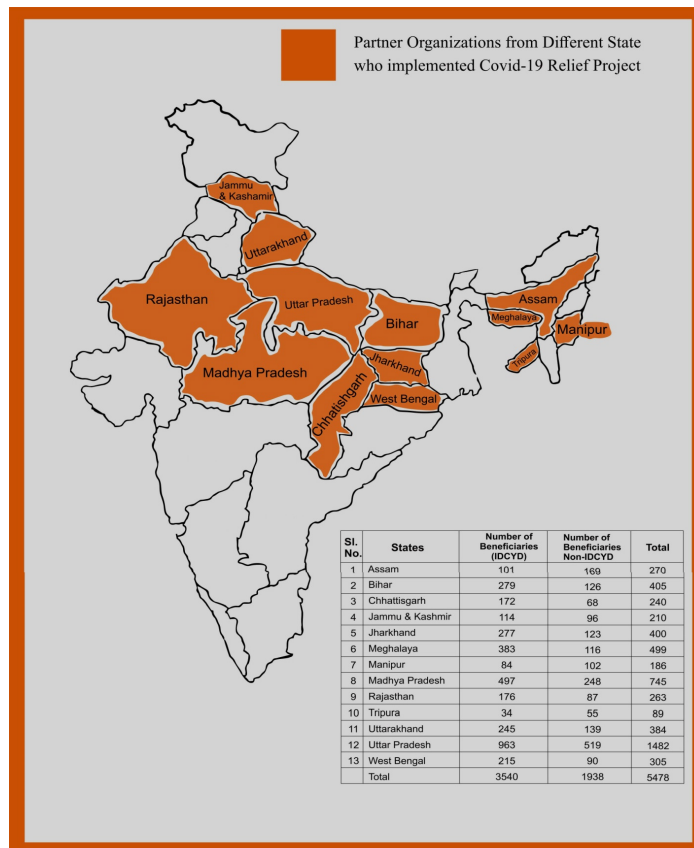 Partner Organizations from Different State
who implemented Covid-19 Relief Project
Jammu
& Kashamir
Uttarakhand
Rajasthan
Uttar Pradesh
Bihar
Assam
Meghalaya
Manipur
Tripura
Jharkhand
Madhya Pradesh
Chhatishgarh
West Bengal
Sl. No. States Number of Beneficiaries (IDCYD) Number of Beneficiaries Non-IDCYD Total
1 Assam 101 169 270
2 Bihar 279 126 405
3 Chhattisgarh 172 68 240
4 Jammu & Kashmir 114 96 210
5 Jharkhand 277 123 400
6 Meghalaya 383 116 499
7 Manipur 84 102 186
8 Madhya Pradesh 497 248 745
9 Rajasthan 176 87 263
10 Tripura 34 55 89
11 Uttarakhand 245 139 384
12 Uttar Pradesh 963 519 1482
13 West Bengal 215 90 305
Total 3540 1938 5478